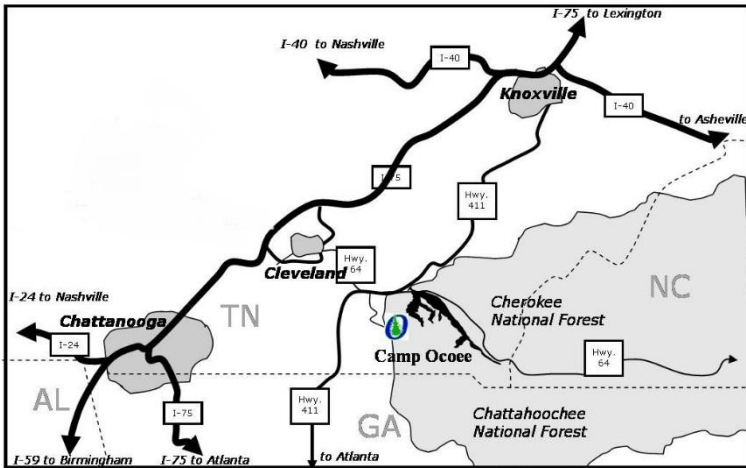 I-75 to Lexington
I-40 to Nashville
I-40
Knoxville
I-40
to Asheville
I-75
Hwy.
411
Cleveland
Hwy.
64
I-24 to Nashville
TN
NC
Chattanooga
Cherokee
National Forest
I-24
Camp Ocoee
Hwy.
64
AL
I-75
Hwy.
411
GA
Chattahoochee
National Forest
I-59 to Birmingham
I-75 to Atlanta
to Atlanta